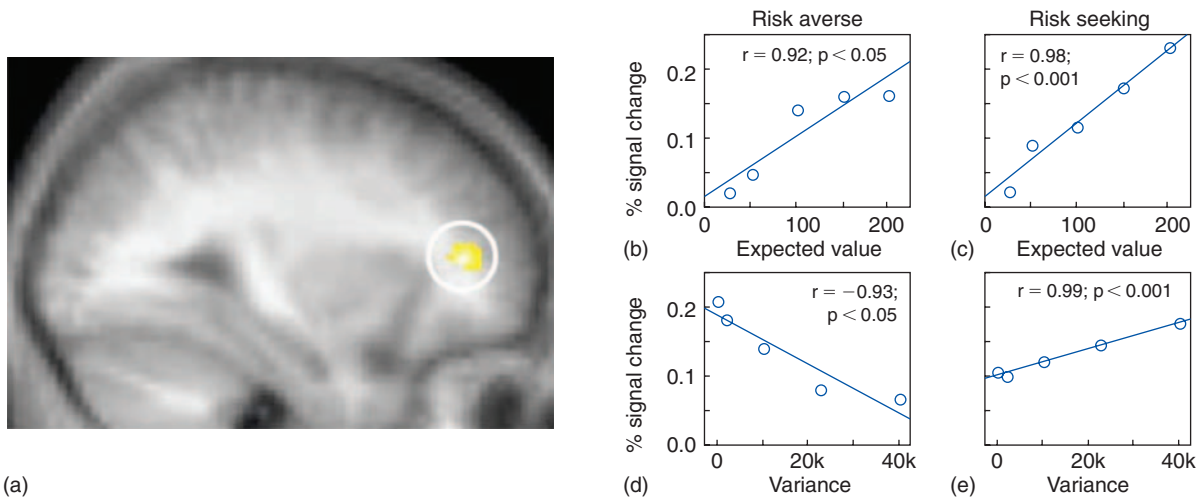 (a)
Risk averse
r = 0.92; p < 0.05
% signal change
0.2
0.1
0.0
0
100
200
(b)
Expected value
Risk seeking
r = 0.98;
p < 0.001
0
100
200
(c)
Expected value
r = −0.93;
p < 0.05
% signal change
0.2
0.1
0.0
0
20k
40k
(d)
Variance
r = 0.99; p < 0.001
0
20k
40k
(e)
Variance